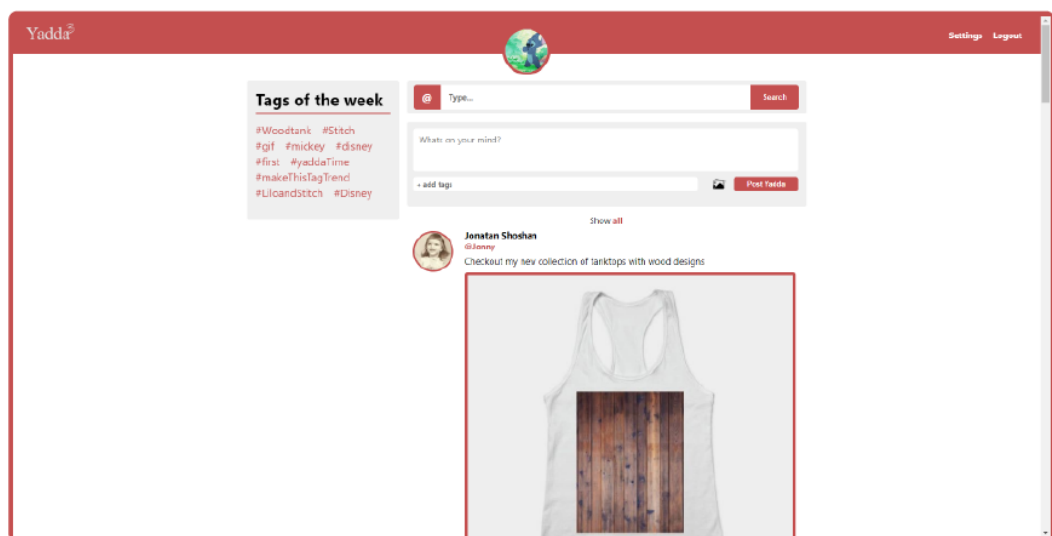 Yadda
Settings Logout
Tags of the week
#Woodtank #Stitch
#gif #mickey #disney
#first #yaddaTime
#makeThisTagTrend
#LiloandStitch #Disney
@ Type... Search
Whats on your mind?
+ add tags Post Yadda
Show all
Jonatan Shoshan
@Jonny
Checkout my new collection of tanktops with wood designs